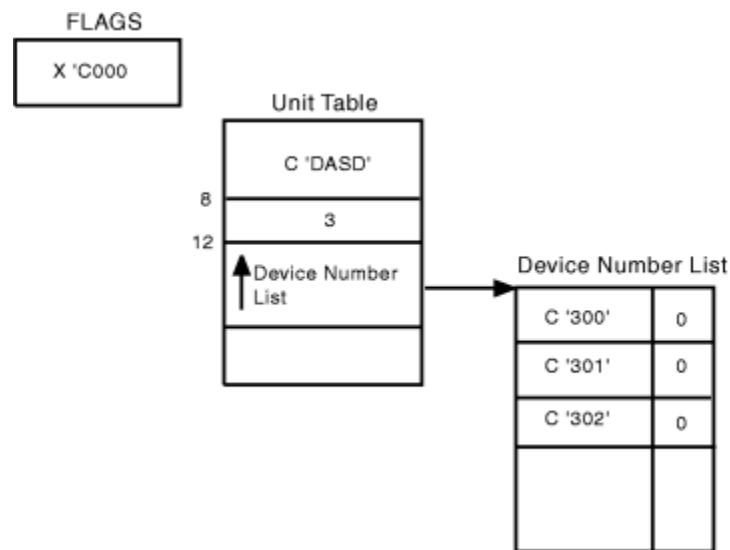 FLAGS
X 'C000
Unit Table
C 'DASD'
8
3
12
Device Number
List
Device Number List
C '300' 0
C '301' 0
C '302' 0